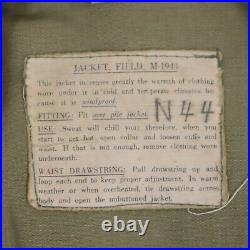 JACKET, FIELD, M-1943
This jacket increases greatly the warmth of clothing
worn under it in cold and temperate climates
because it is windproof.
FITTING: Fit over pile jacket.
N44
USE: Sweat will chill you; therefore, when you
start to get hot, open collar and loosen cuffs and
waist. If that is not enough, remove clothing worn
underneath.
WAIST DRAWSTRING: Pull drawstring up and
loop each end to keep proper adjustment. In warm
weather or when overheated, tie drawstring across
body and open the unbuttoned jacket.